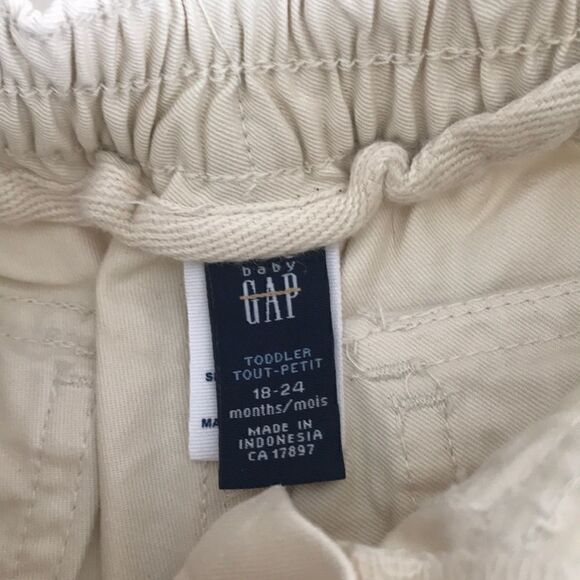 baby
GAP
TODDLER
TOUT-PETIT
18-24
months/mois
MADE IN
INDONESIA
CA 17897